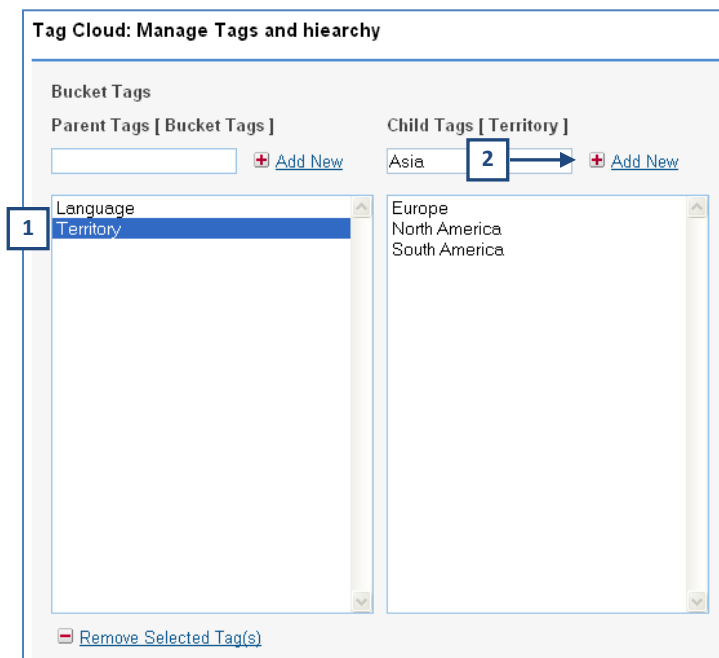 Tag Cloud: Manage Tags and hiearchy
Bucket Tags
Parent Tags [ Bucket Tags ]
Child Tags [ Territory ]
Add New
Asia
2
Add New
1
Language
Territory
Europe
North America
South America
Remove Selected Tag(s)